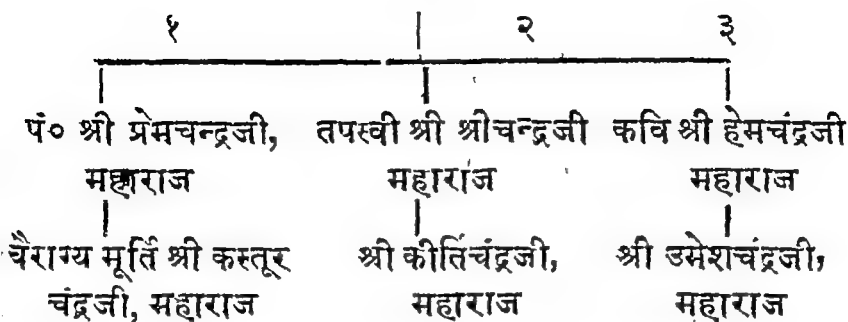 १ २ ३
पं० श्री प्रेमचन्द्रजी, तपस्वी श्री श्रीचन्द्रजी कवि श्री हेमचंद्रजी
महाराज महाराज महाराज
वैराग्य मूर्ति श्री कस्तूर श्री कीर्तिचंद्रजी, श्री उमेशचंद्रजी,
चंद्रजी, महाराज महाराज महाराज